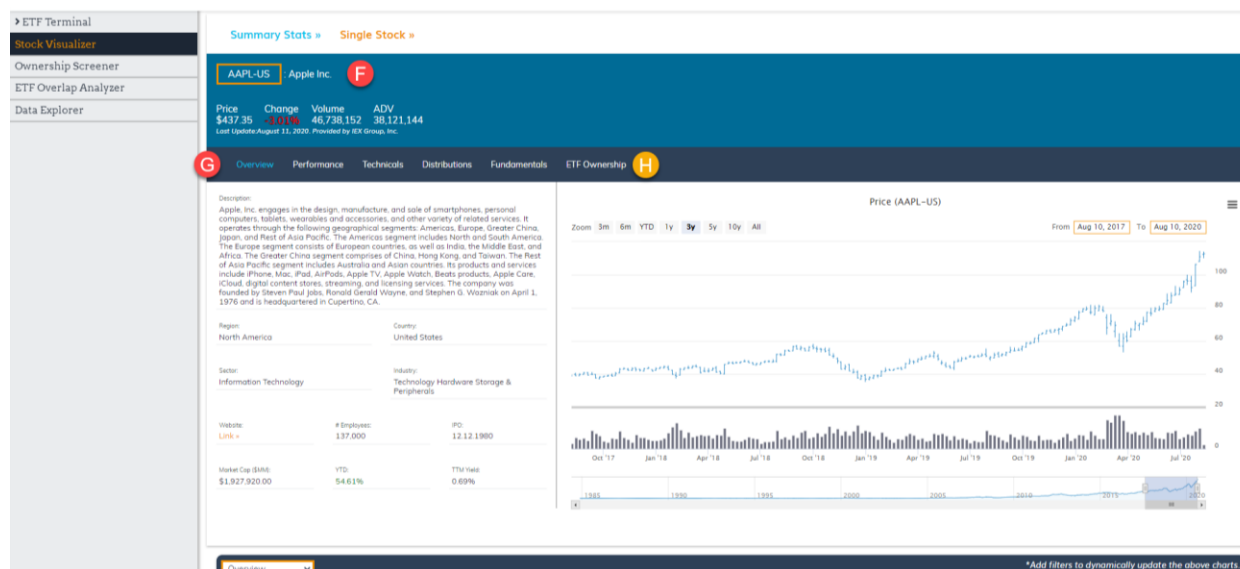 > ETF Terminal
Stock Visualizer
Ownership Screener
ETF Overlap Analyzer
Data Explorer
Summary Stats » Single Stock »
AAPL-US : Apple Inc. F
Price Change Volume ADV
$437.35 -3.01% 46,738,152 38,121,144
Last Update:August 11, 2020. Provided by IEX Group, Inc.
G Overview Performance Technicals Distributions Fundamentals ETF Ownership H
Description:
Apple, Inc. engages in the design, manufacture, and sale of smartphones, personal
computers, tablets, wearables and accessories, and other variety of related services. It
operates through the following geographical segments: Americas, Europe, Greater China,
Japan, and Rest of Asia Pacific. The Americas segment includes North and South America.
The Europe segment consists of European countries, as well as India, the Middle East, and
Africa. The Greater China segment comprises of China, Hong Kong, and Taiwan. The Rest
of Asia Pacific segment includes Australia and Asian countries. Its products and services
include iPhone, Mac, iPad, AirPods, Apple TV, Apple Watch, Beats products, Apple Care,
iCloud, digital content stores, streaming, and licensing services. The company was
founded by Steven Paul Jobs, Ronald Gerald Wayne, and Stephen G. Wozniak on April 1,
1976 and is headquartered in Cupertino, CA.
Region: Country:
North America United States
Sector: Industry:
Information Technology Technology Hardware Storage &
Peripherals
Website: # Employees: IPO:
Link » 137,000 12.12.1980
Market Cap ($MM): YTD: TTM Yield:
$1,927,920.00 54.61% 0.69%
Price (AAPL-US)
Zoom 3m 6m YTD 1y 3y 5y 10y All From Aug 10, 2017 To Aug 10, 2020
100
80
60
40
20
0
Oct '17 Jan '18 Apr '18 Jul '18 Oct '18 Jan '19 Apr '19 Jul '19 Oct '19 Jan '20 Apr '20 Jul '20
1985 1990 1995 2000 2005 2010 2015 2020
Overview *Add filters to dynamically update the above charts.